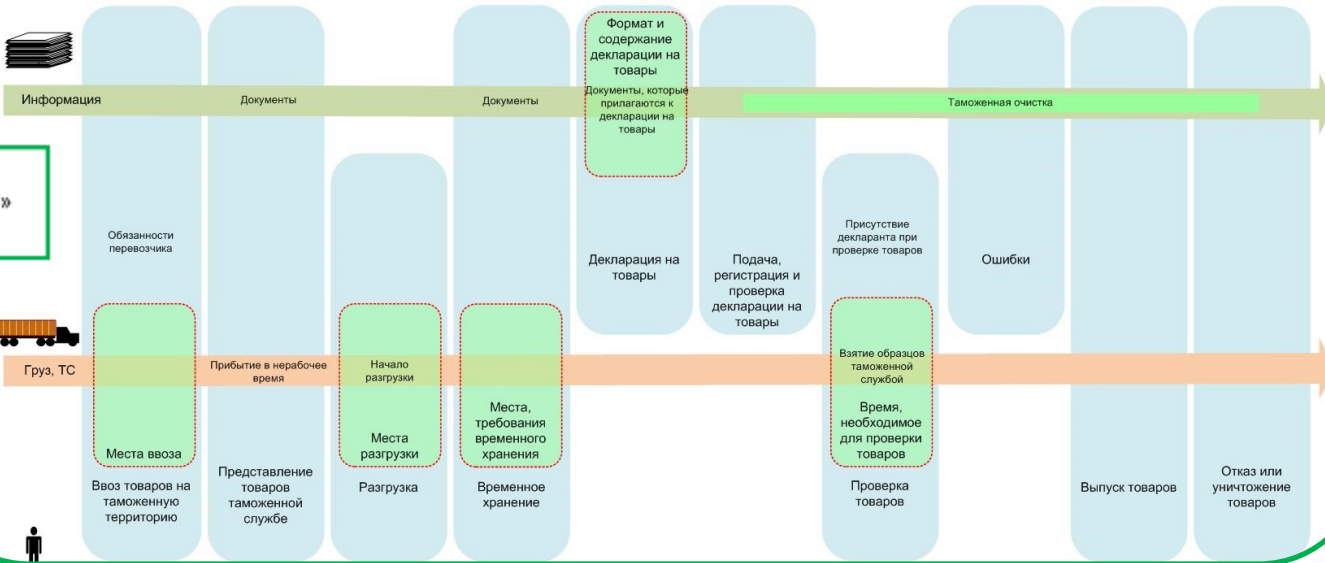 Формат и
содержание
декларации на
товары
Информация
Документы
Документы
Документы, которые
прилагаются к
декларации на
товары
Таможенная очистка
»
Обязанности
перевозчика
Декларация на
товары
Подача,
регистрация и
проверка
декларации на
товары
Присутствие
декларанта при
проверке товаров
Ошибки
Груз, ТС
Прибытие в нерабочее
время
Начало
разгрузки
Взятие образцов
таможенной
службой
Места ввоза
Места
разгрузки
Места,
требования
временного
хранения
Время,
необходимое
для проверки
товаров
Ввоз товаров на
таможенную
территорию
Представление
товаров
таможенной
службе
Разгрузка
Временное
хранение
Проверка
товаров
Выпуск товаров
Отказ или
уничтожение
товаров